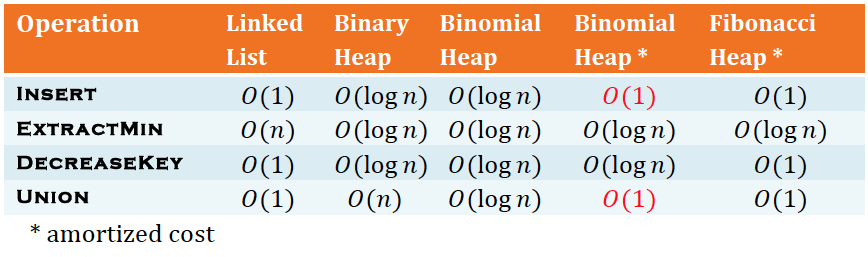 Operation Linked List Binary Heap Binomial Heap Binomial Heap * Fibonacci Heap *
INSERT O(1) O(log n) O(log n) O(1) O(1)
EXTRACTMIN O(n) O(log n) O(log n) O(log n) O(log n)
DECREASEKEY O(1) O(log n) O(log n) O(log n) O(1)
UNION O(1) O(n) O(log n) O(1) O(1)
* amortized cost